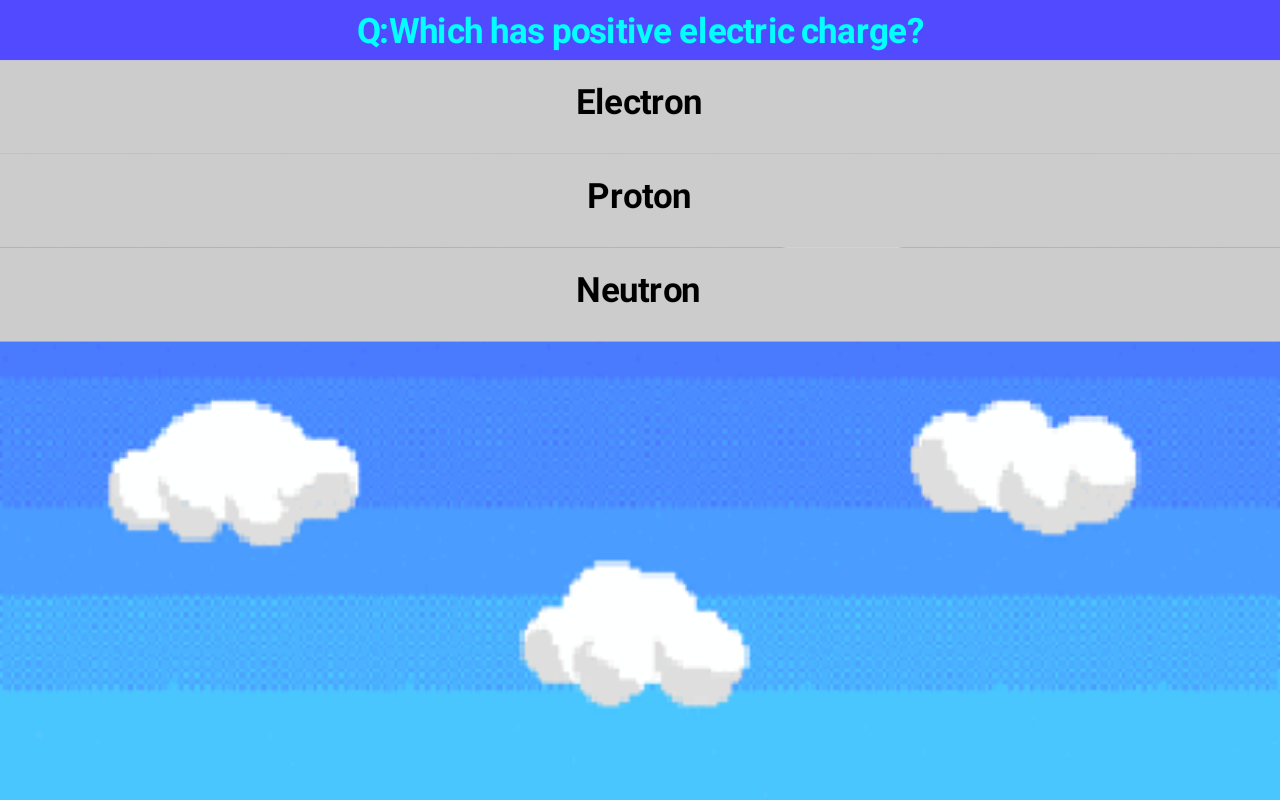 Q:Which has positive electric charge?
Electron
Proton
Neutron